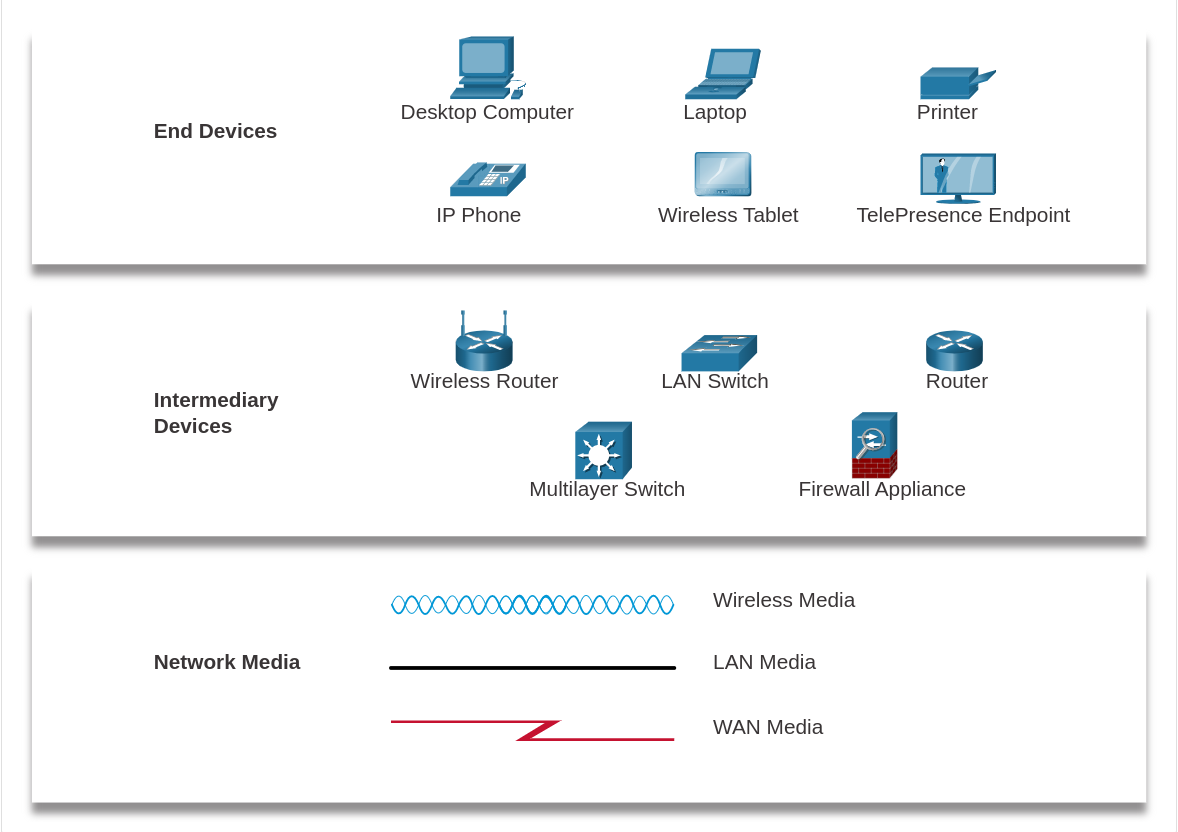 Desktop Computer
Laptop
Printer
End Devices
IP
IP Phone
Wireless Tablet
TelePresence Endpoint
Wireless Router
LAN Switch
Router
Intermediary
Devices
Multilayer Switch
Firewall Appliance
Wireless Media
Network Media
LAN Media
WAN Media